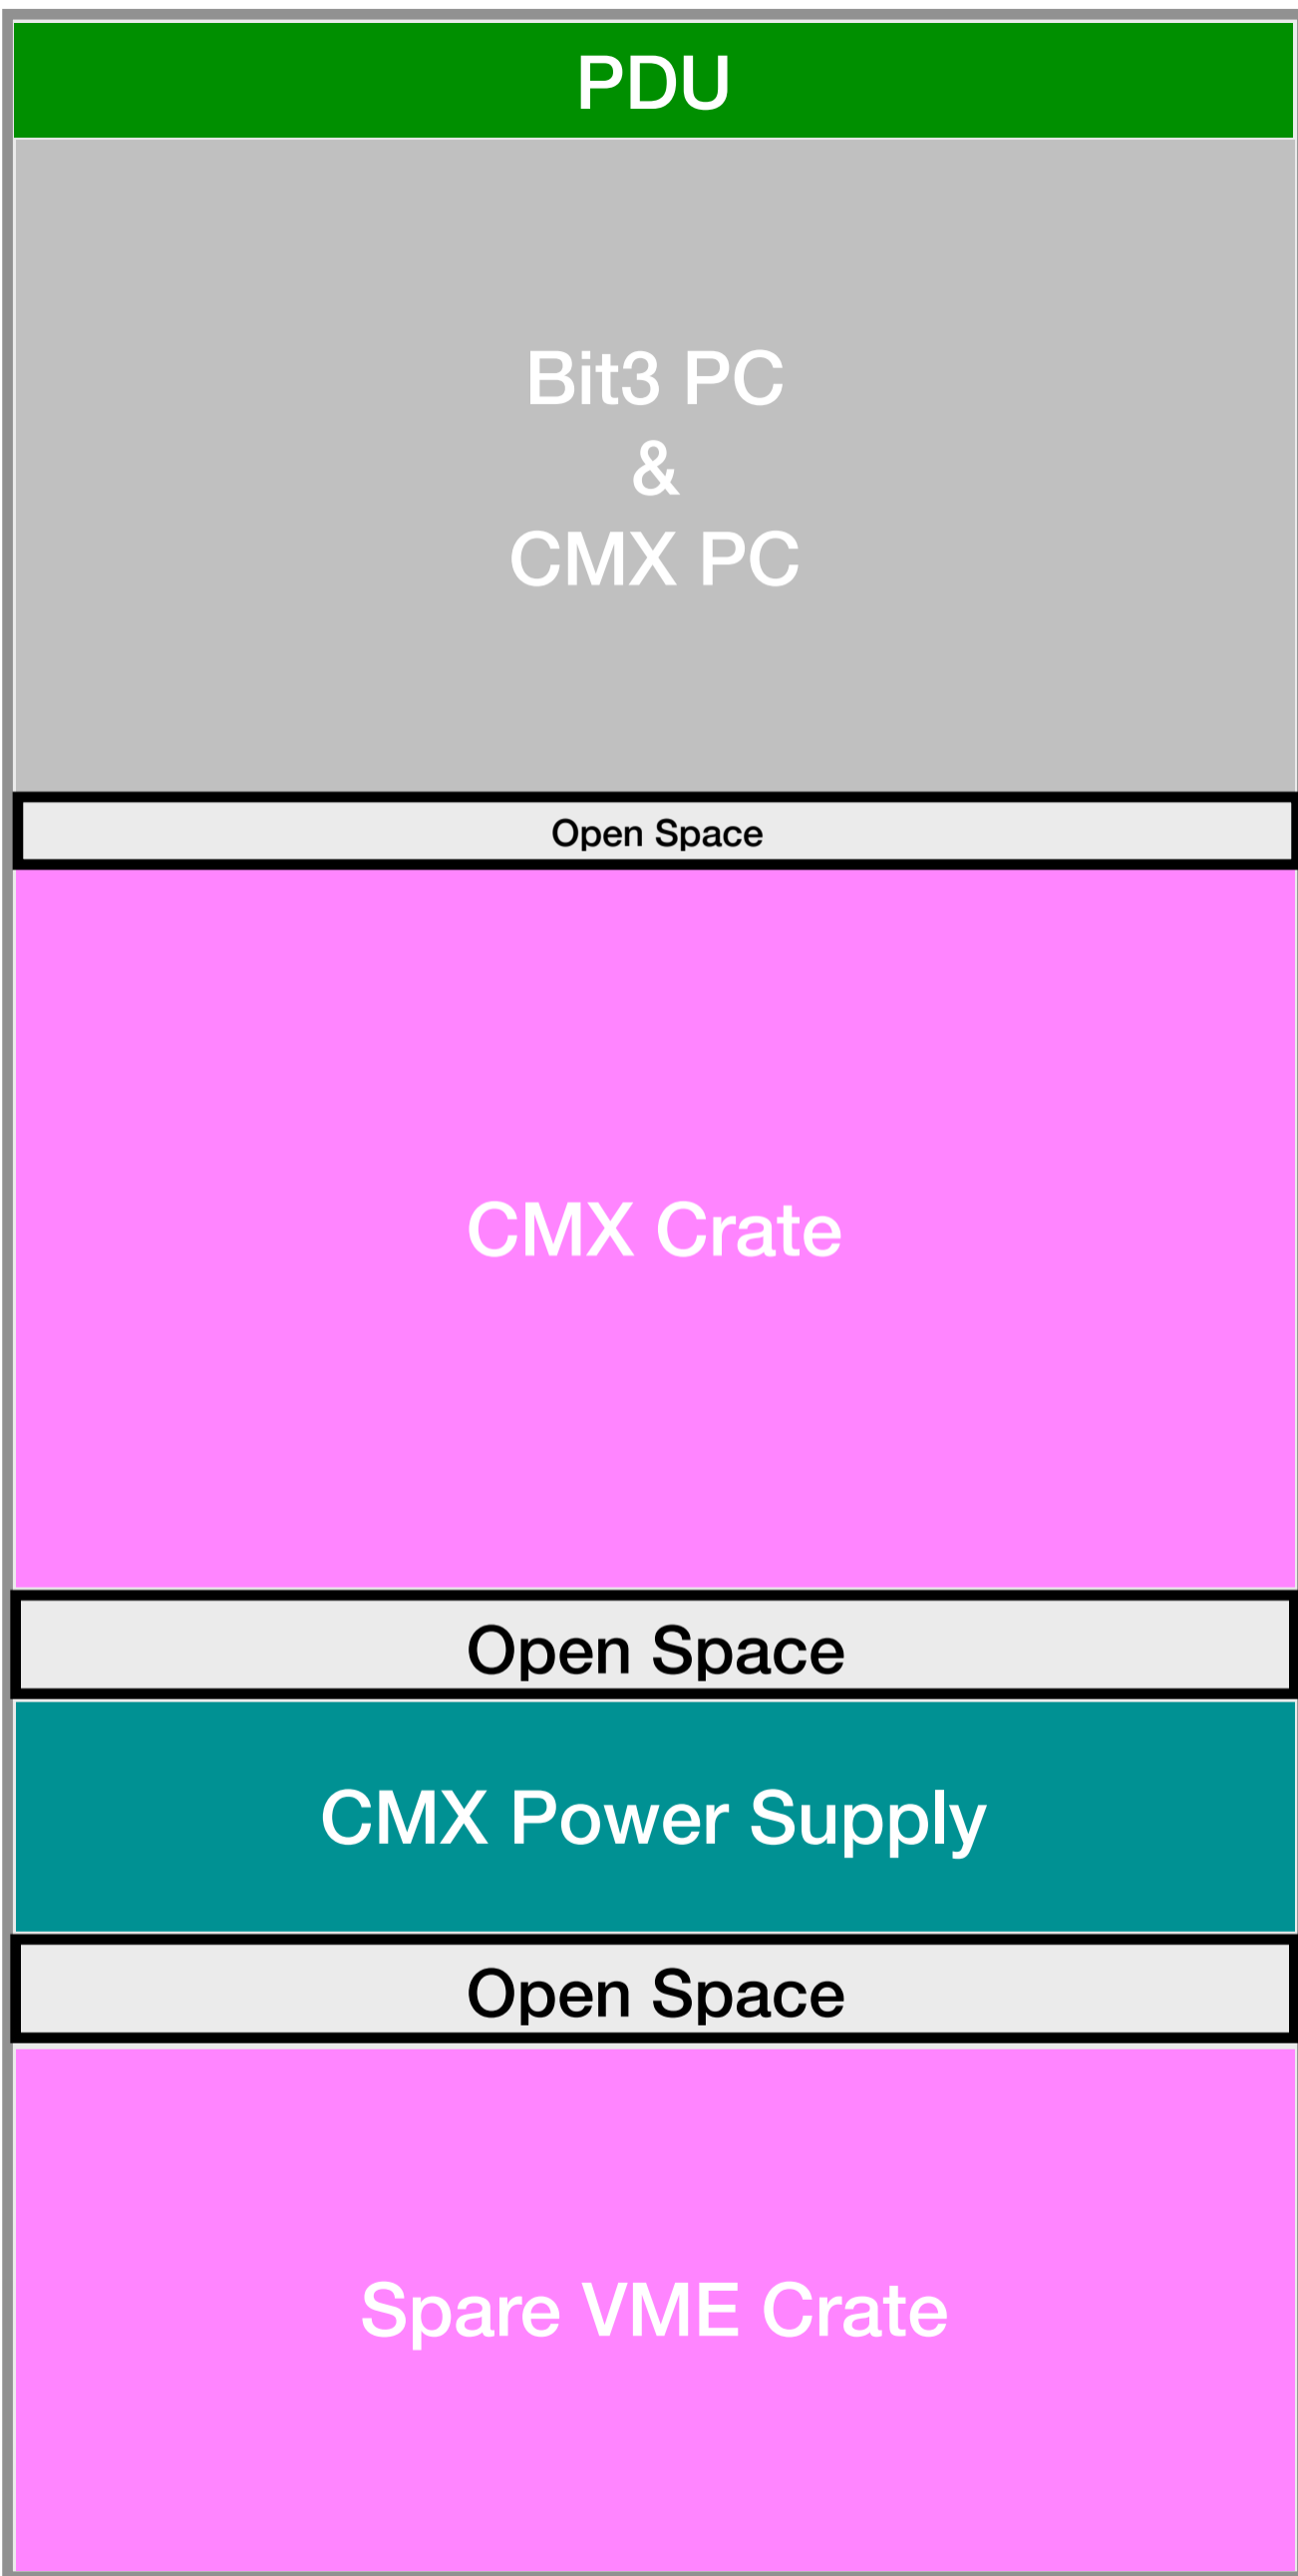 PDU
Bit3 PC
&
CMX PC
Open Space
CMX Crate
Open Space
CMX Power Supply
Open Space
Spare VME Crate